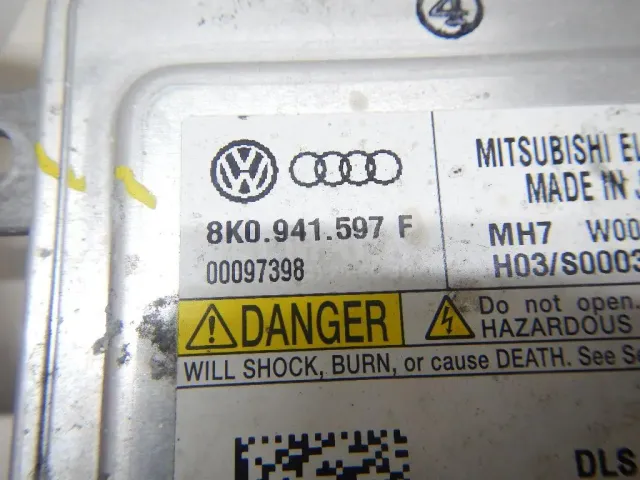 4
MITSUBISHI EL
MADE IN
8K0.941.597 F
MH7 W00
00097398
H03/S0003
DANGER
Do not open.
HAZARDOUS
WILL SHOCK, BURN, or cause DEATH. See Se
DLS